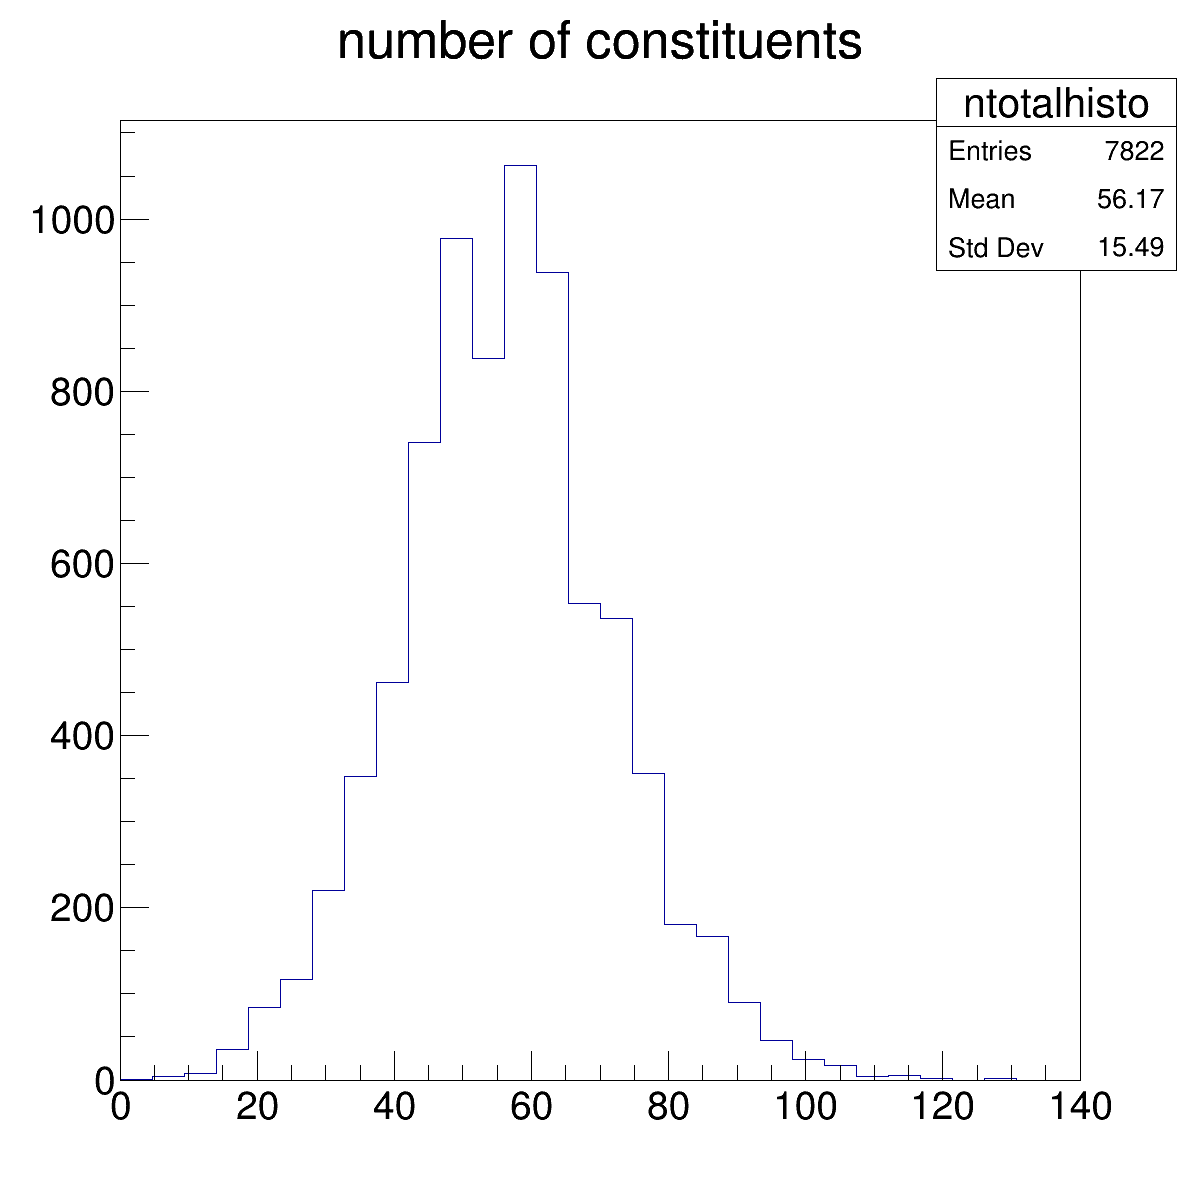 number of constituents
ntotalhisto
Entries 7822
Mean 56.17
Std Dev 15.49
1000
800
600
400
200
0
0 20 40 60 80 100 120 140